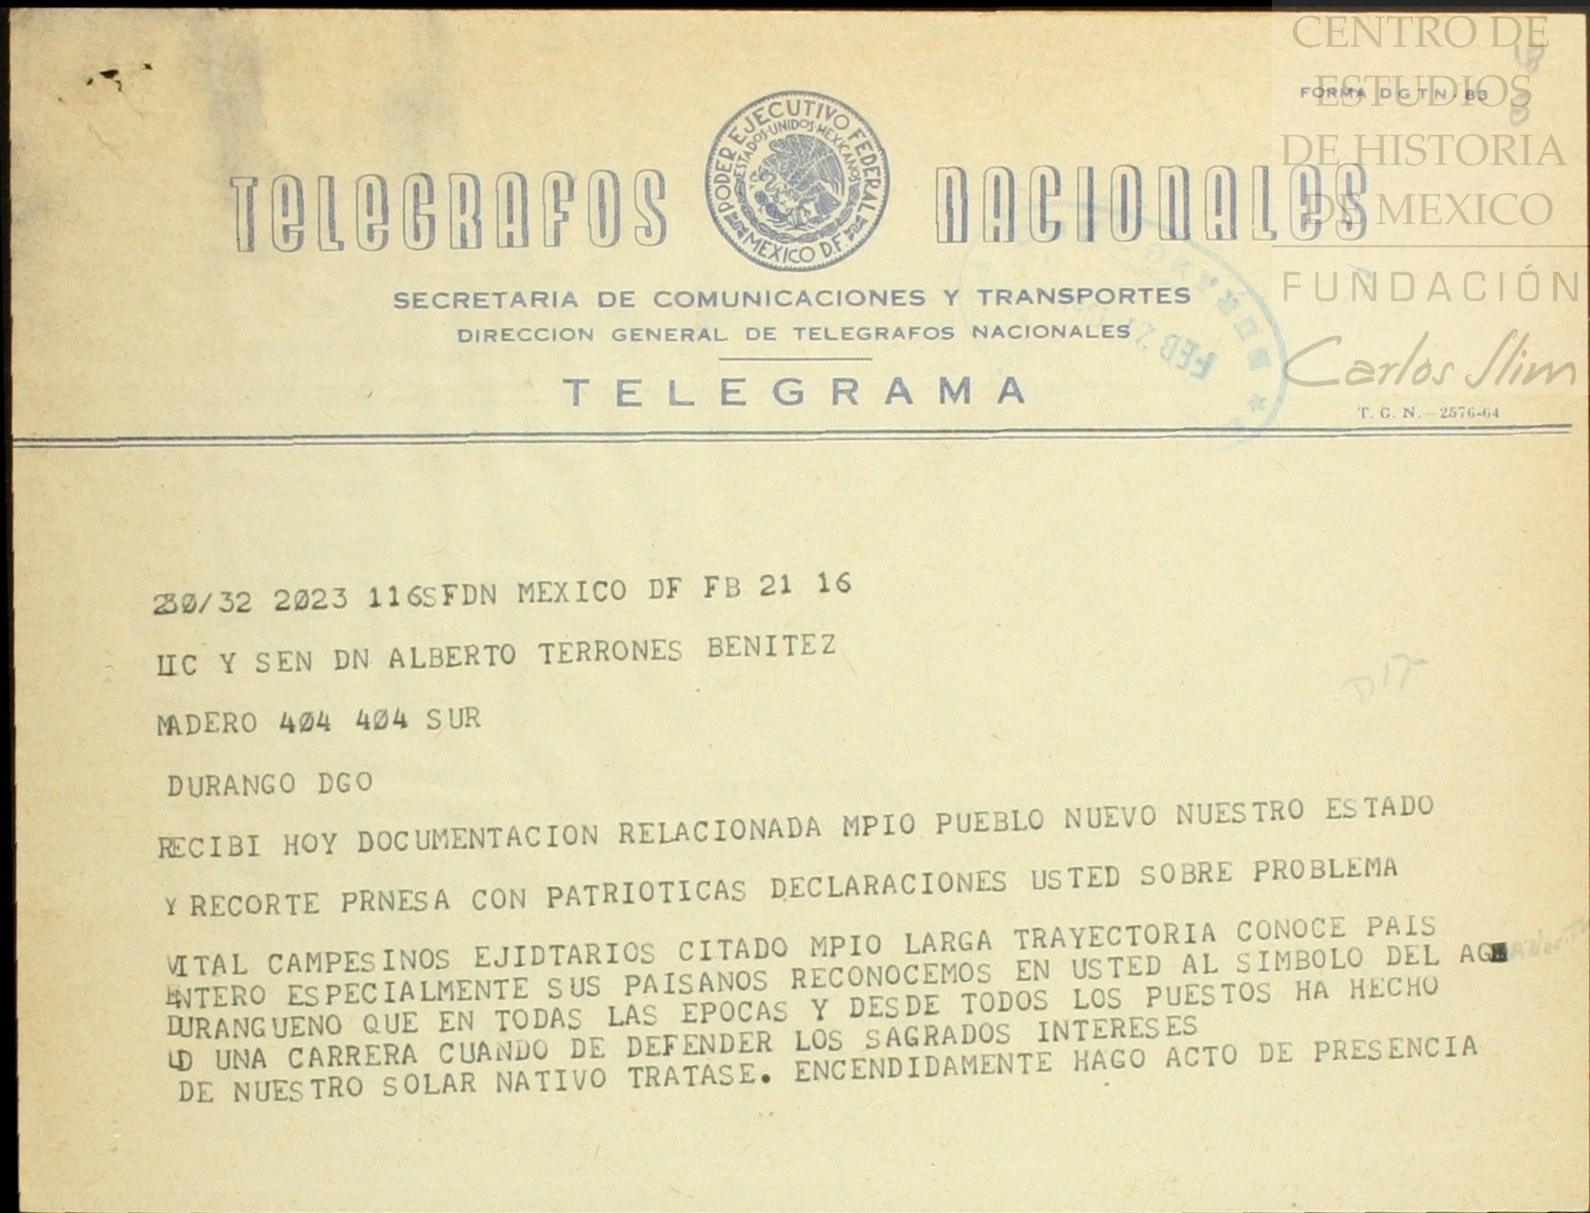 CENTRO DE
ESTUDIOS
DE HISTORIA
DE MEXICO
FUNDACIÓN
Carlos Slim
FORMA D G T N - 83
TELEGRAFOS NACIONALES
PODER EJECUTIVO FEDERAL
ESTADOS UNIDOS MEXICANOS
MEXICO D.F.
SECRETARIA DE COMUNICACIONES Y TRANSPORTES
DIRECCION GENERAL DE TELEGRAFOS NACIONALES
FEB 21
TELEGRAMA
T. G. N.—2576-64
230/32 2023 116SFDN MEXICO DF FB 21 16
LIC Y SEN DN ALBERTO TERRONES BENITEZ
MADERO 404 404 SUR
DURANGO DGO
RECIBI HOY DOCUMENTACION RELACIONADA MPIO PUEBLO NUEVO NUESTRO ESTADO
Y RECORTE PRNESA CON PATRIOTICAS DECLARACIONES USTED SOBRE PROBLEMA
VITAL CAMPESINOS EJIDTARIOS CITADO MPIO LARGA TRAYECTORIA CONOCE PAIS
ENTERO ESPECIALMENTE SUS PAISANOS RECONOCEMOS EN USTED AL SIMBOLO DEL
DURANGUENO QUE EN TODAS LAS EPOCAS Y DESDE TODOS LOS PUESTOS HA HECHO
UD UNA CARRERA CUANDO DE DEFENDER LOS SAGRADOS INTERESES
DE NUESTRO SOLAR NATIVO TRATASE. ENCENDIDAMENTE HAGO ACTO DE PRESENCIA